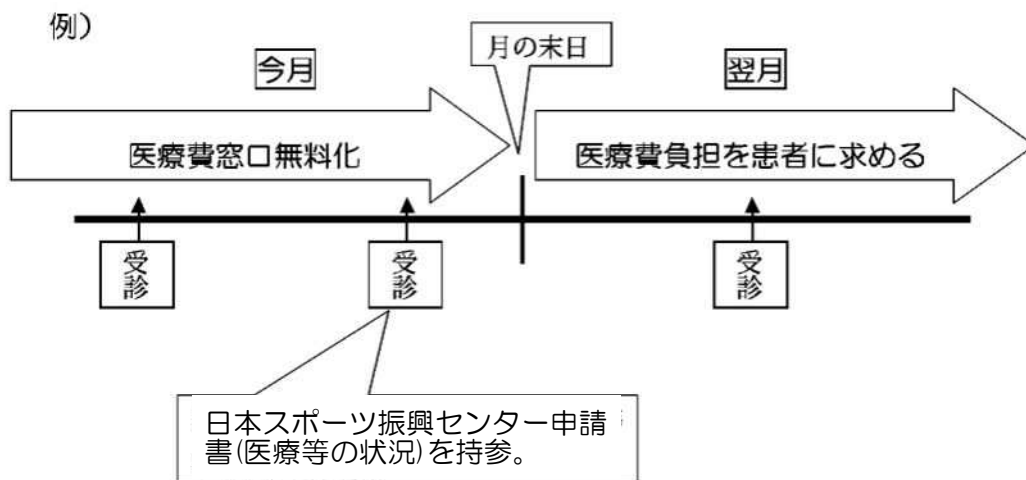 例）
今月
月の末日
翌月
医療費窓口無料化
医療費負担を患者に求める
受診
受診
受診
日本スポーツ振興センター申請
書(医療等の状況)を持参。